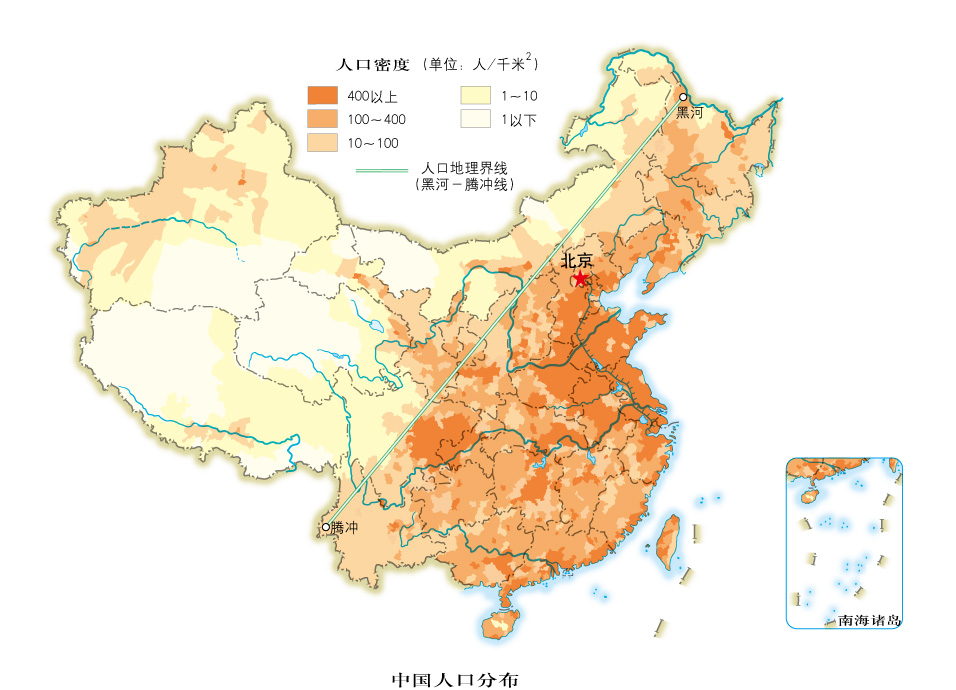 人口密度 (单位：人/千米²)
400以上
1～10
100～400
1以下
10～100
人口地理界线
(黑河－腾冲线)
黑河
北京
腾冲
南海诸岛
中国人口分布